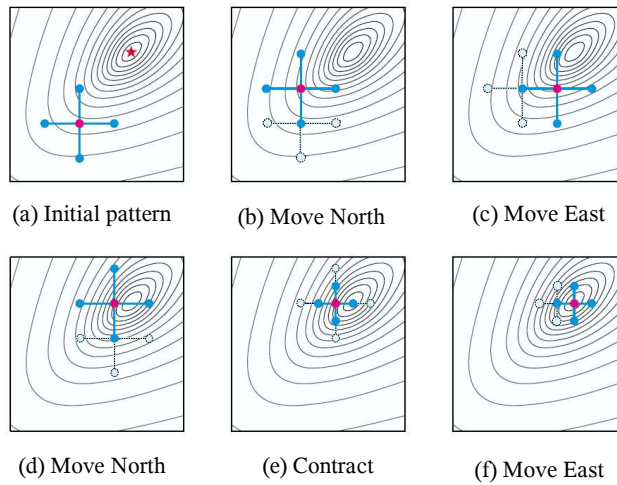 (a) Initial pattern
(b) Move North
(c) Move East
(d) Move North
(e) Contract
(f) Move East